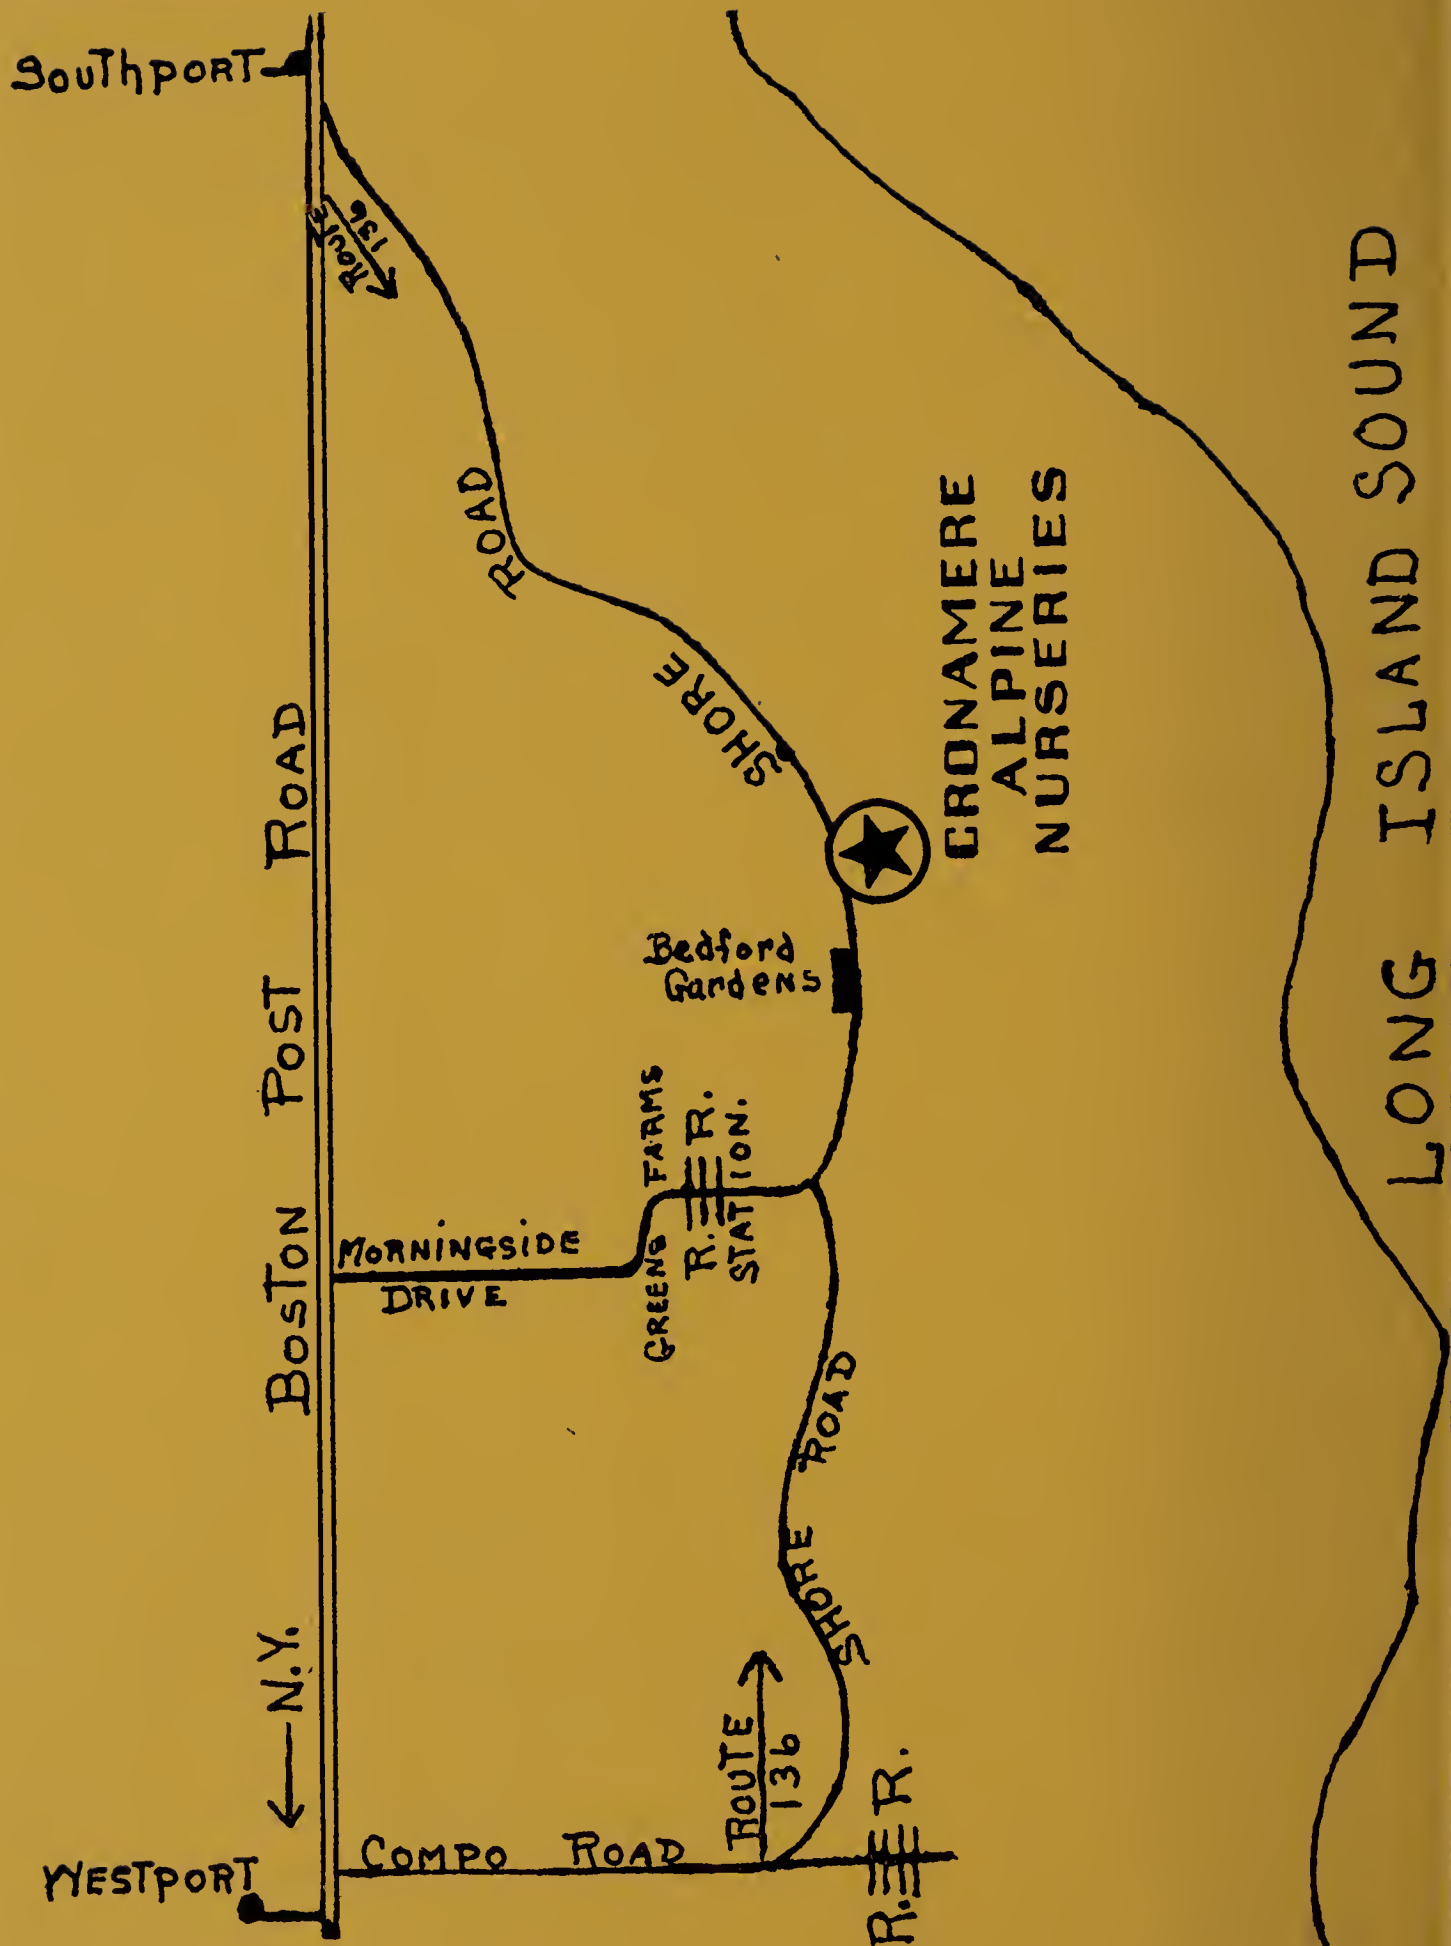 Southport
Route
136
ROAD
SHORE
BOSTON POST ROAD
CRONAMERE
ALPINE
NURSERIES
Bedford
Gardens
MORNINGSIDE
DRIVE
GREENS FARMS
R. R.
STATION.
SHORE ROAD
LONG ISLAND SOUND
N.Y.
WESTPORT
COMPO ROAD
ROUTE
136
R. R.